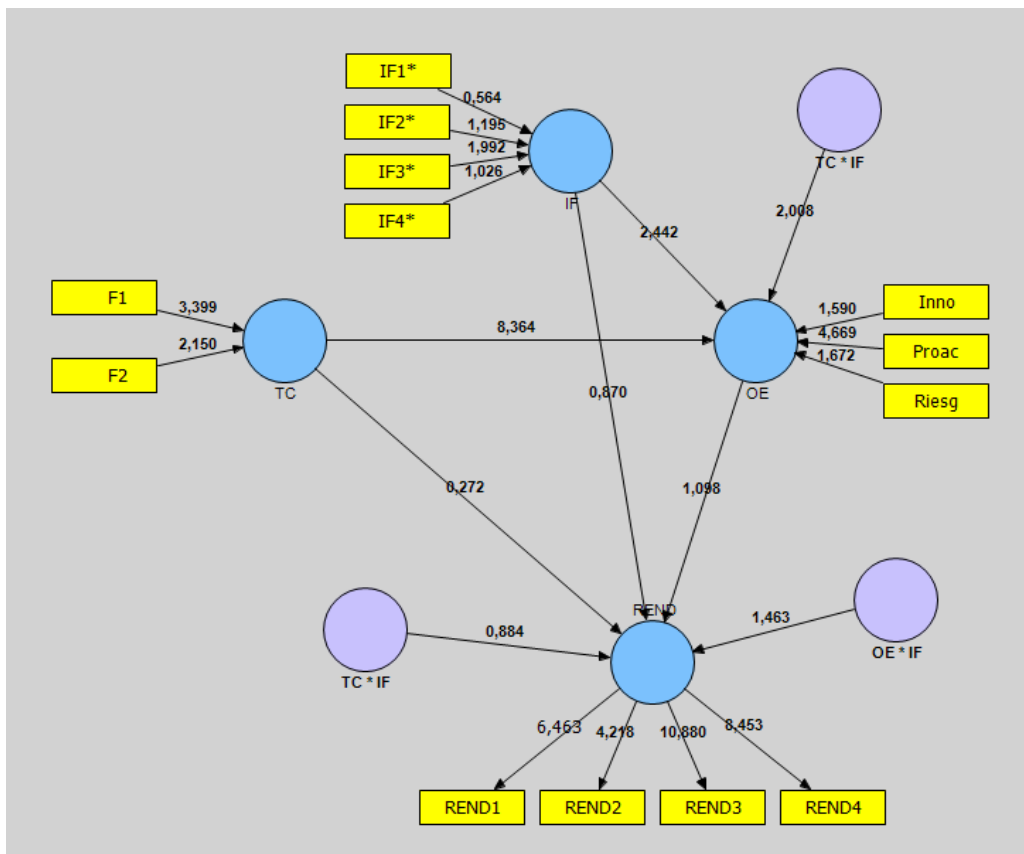 IF1*
0,564
IF2*
1,195
IF3*
1,992
IF4*
1,026
IF
TC * IF
2,008
2,442
F1
3,399
F2
2,150
TC
8,364
OE
Inno
1,590
Proac
4,669
Riesg
1,672
0,870
0,272
1,098
REND
TC * IF
0,884
OE * IF
1,463
6,463
4,218
10,880
8,453
REND1
REND2
REND3
REND4